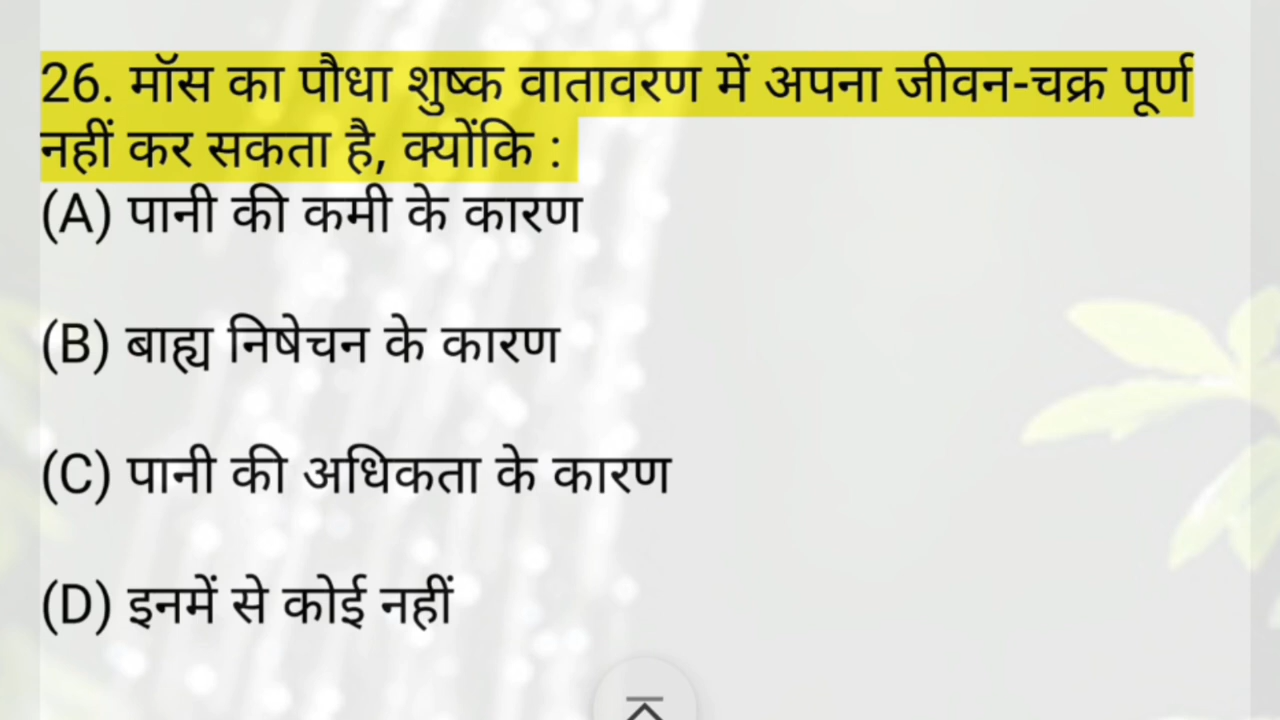 26. मॉस का पौधा शुष्क वातावरण में अपना जीवन-चक्र पूर्ण
नहीं कर सकता है, क्योंकि :
(A) पानी की कमी के कारण
(B) बाह्य निषेचन के कारण
(C) पानी की अधिकता के कारण
(D) इनमें से कोई नहीं